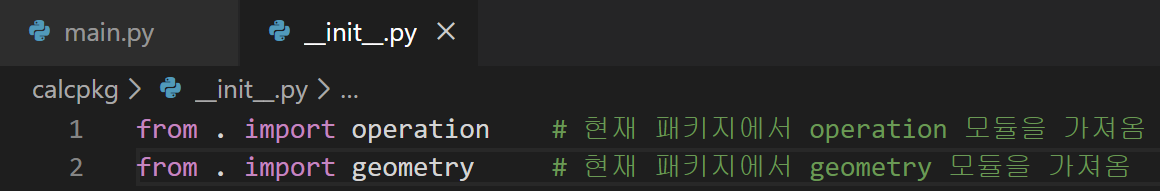 main.py __init__.py
calcpkg > __init__.py > ...
1 from . import operation    # 현재 패키지에서 operation 모듈을 가져옴
2 from . import geometry     # 현재 패키지에서 geometry 모듈을 가져옴